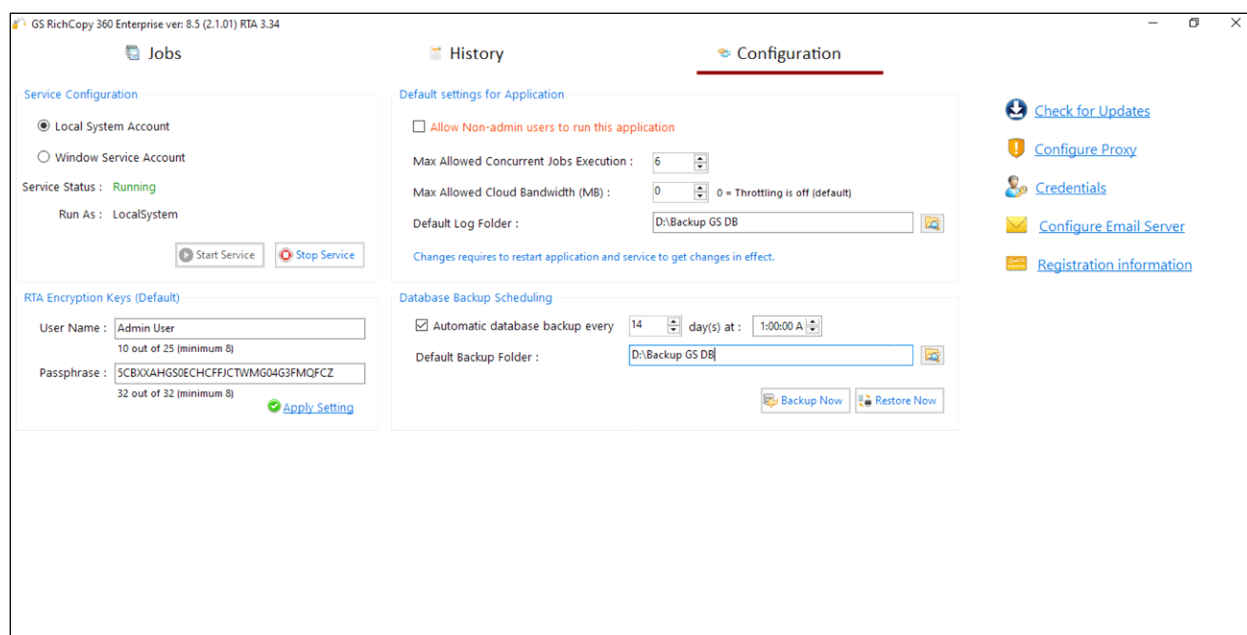 GS RichCopy 360 Enterprise ver: 8.5 (2.1.01) RTA 3.34
Jobs
History
Configuration
Service Configuration
Local System Account
Window Service Account
Service Status : Running
Run As : LocalSystem
Start Service
Stop Service
Default settings for Application
Allow Non-admin users to run this application
Max Allowed Concurrent Jobs Execution : 6
Max Allowed Cloud Bandwidth (MB) : 0 0 = Throttling is off (default)
Default Log Folder : D:\Backup GS DB
Changes requires to restart application and service to get changes in effect.
Check for Updates
Configure Proxy
Credentials
Configure Email Server
Registration information
RTA Encryption Keys (Default)
User Name : Admin User
10 out of 25 (minimum 8)
Passphrase : 5CBXXAHGS0ECHCFFJCTWMG04G3FMQFCZ
32 out of 32 (minimum 8)
Apply Setting
Database Backup Scheduling
Automatic database backup every 14 day(s) at : 1:00:00 A
Default Backup Folder : D:\Backup GS DB
Backup Now
Restore Now